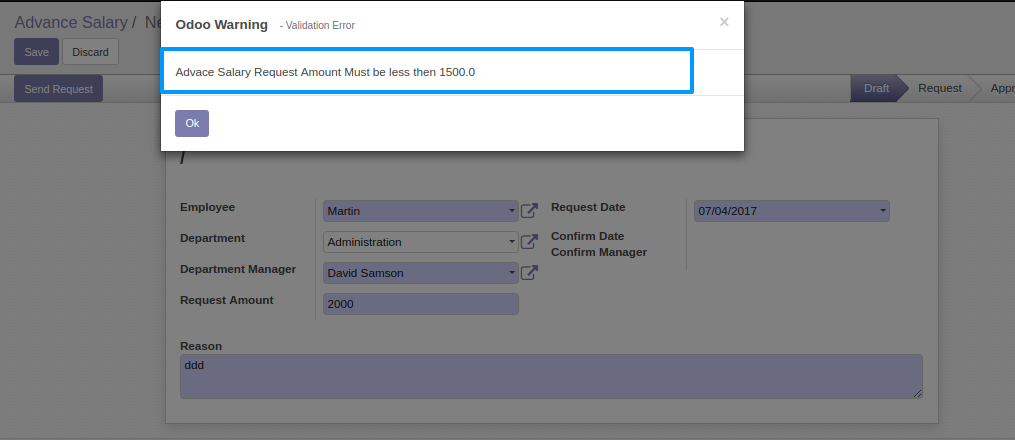 Advance Salary / Ne
Odoo Warning - Validation Error ×
Save Discard
Advace Salary Request Amount Must be less then 1500.0
Send Request Draft Request Appr
Ok
/
Employee Martin Request Date 07/04/2017
Department Administration Confirm Date
Confirm Manager
Department Manager David Samson
Request Amount 2000
Reason
ddd